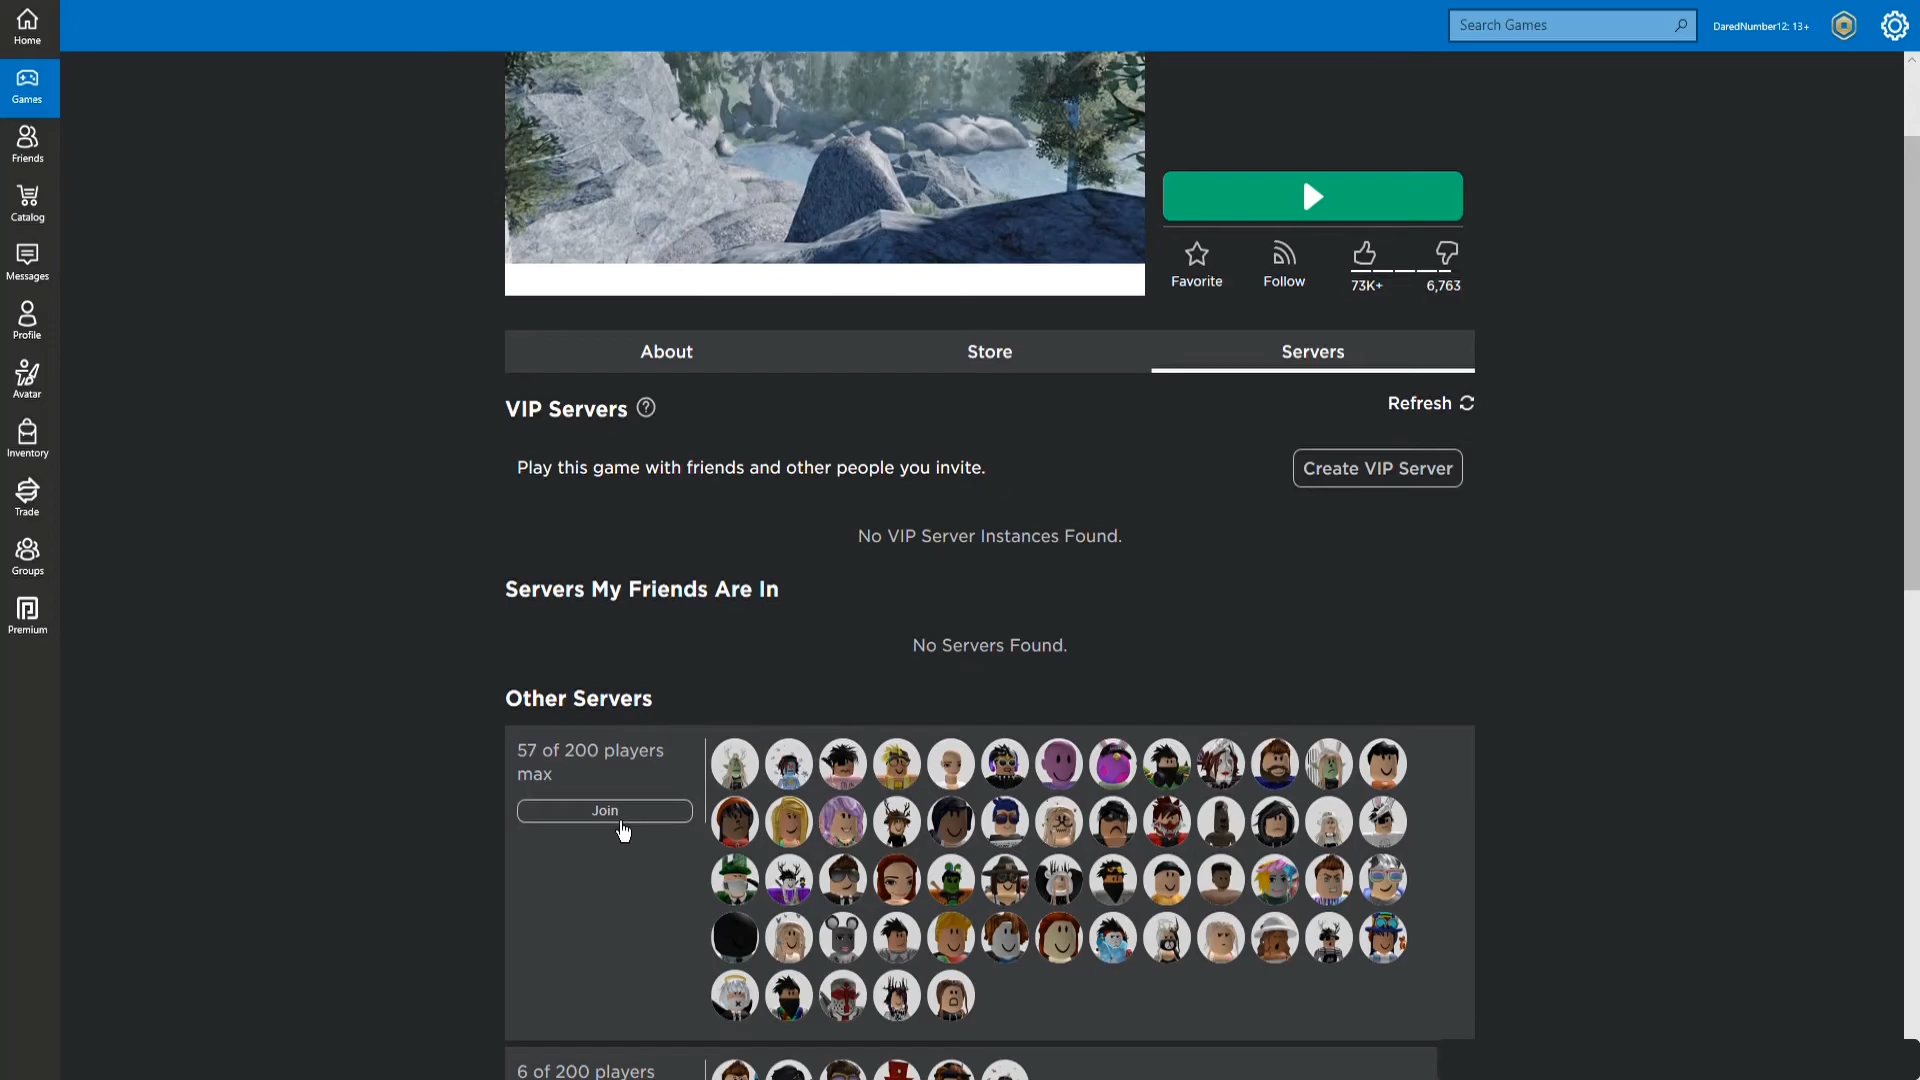 Home
Search Games
DaredNumber12: 13+
Games
Friends
Catalog
Messages
Profile
Avatar
Inventory
Trade
Groups
Premium
Favorite
Follow
73K+
6,763
About
Store
Servers
VIP Servers
Refresh
Play this game with friends and other people you invite.
Create VIP Server
No VIP Server Instances Found.
Servers My Friends Are In
No Servers Found.
Other Servers
57 of 200 players
max
Join
6 of 200 players